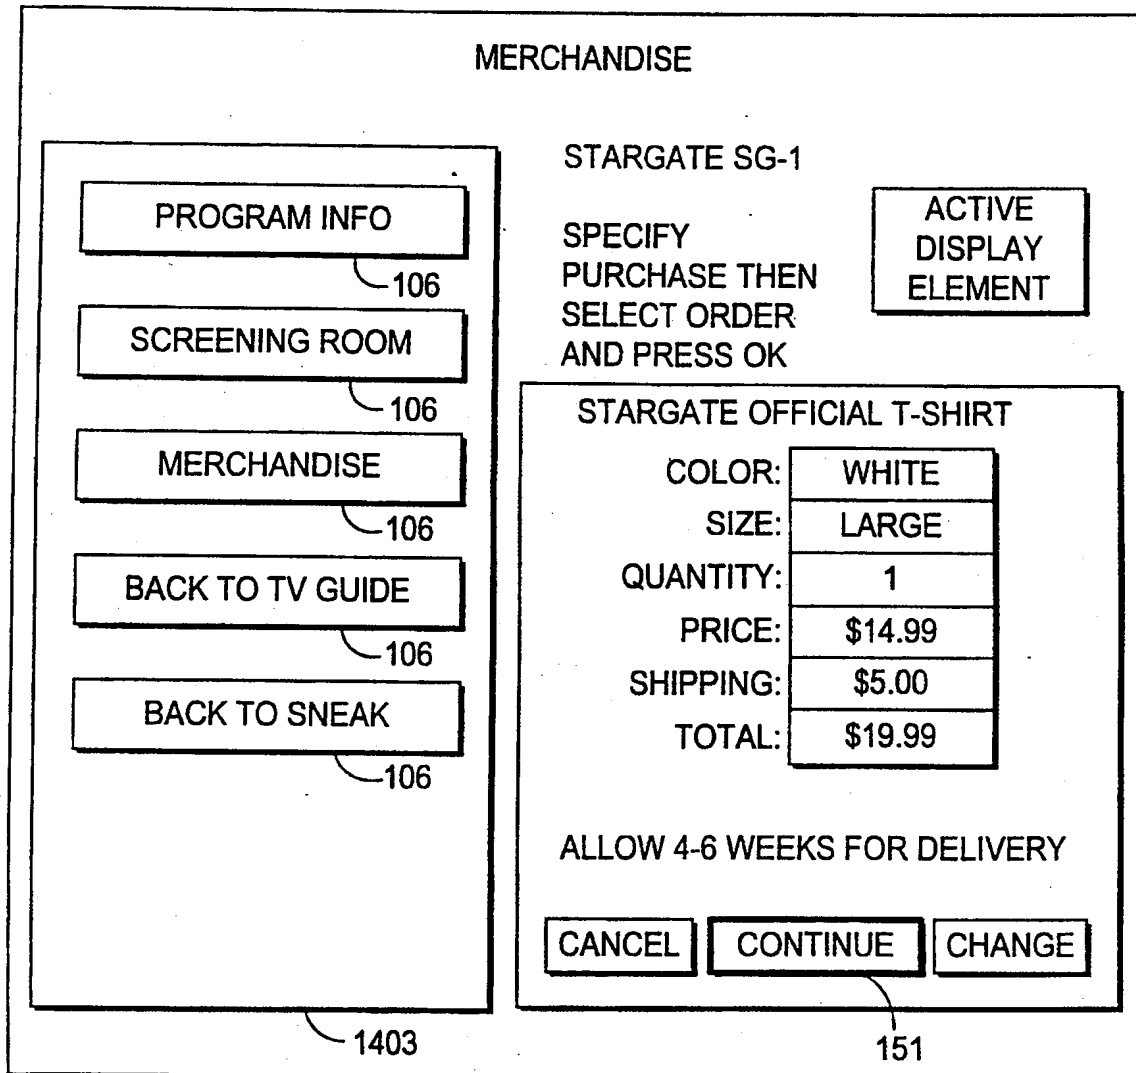 MERCHANDISE
PROGRAM INFO
106
SCREENING ROOM
106
MERCHANDISE
106
BACK TO TV GUIDE
106
BACK TO SNEAK
106
1403
STARGATE SG-1
SPECIFY
PURCHASE THEN
SELECT ORDER
AND PRESS OK
ACTIVE
DISPLAY
ELEMENT
STARGATE OFFICIAL T-SHIRT
COLOR: WHITE
SIZE: LARGE
QUANTITY: 1
PRICE: $14.99
SHIPPING: $5.00
TOTAL: $19.99
ALLOW 4-6 WEEKS FOR DELIVERY
CANCEL CONTINUE CHANGE
151